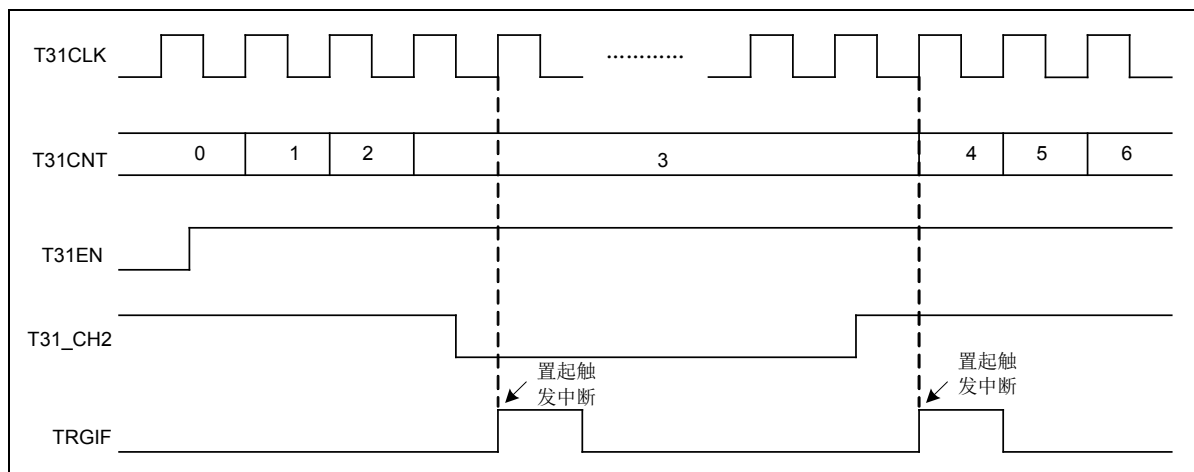 T31CLK
…………
T31CNT
0 1 2 3 4 5 6
T31EN
T31_CH2
置起触
发中断
置起触
发中断
TRGIF